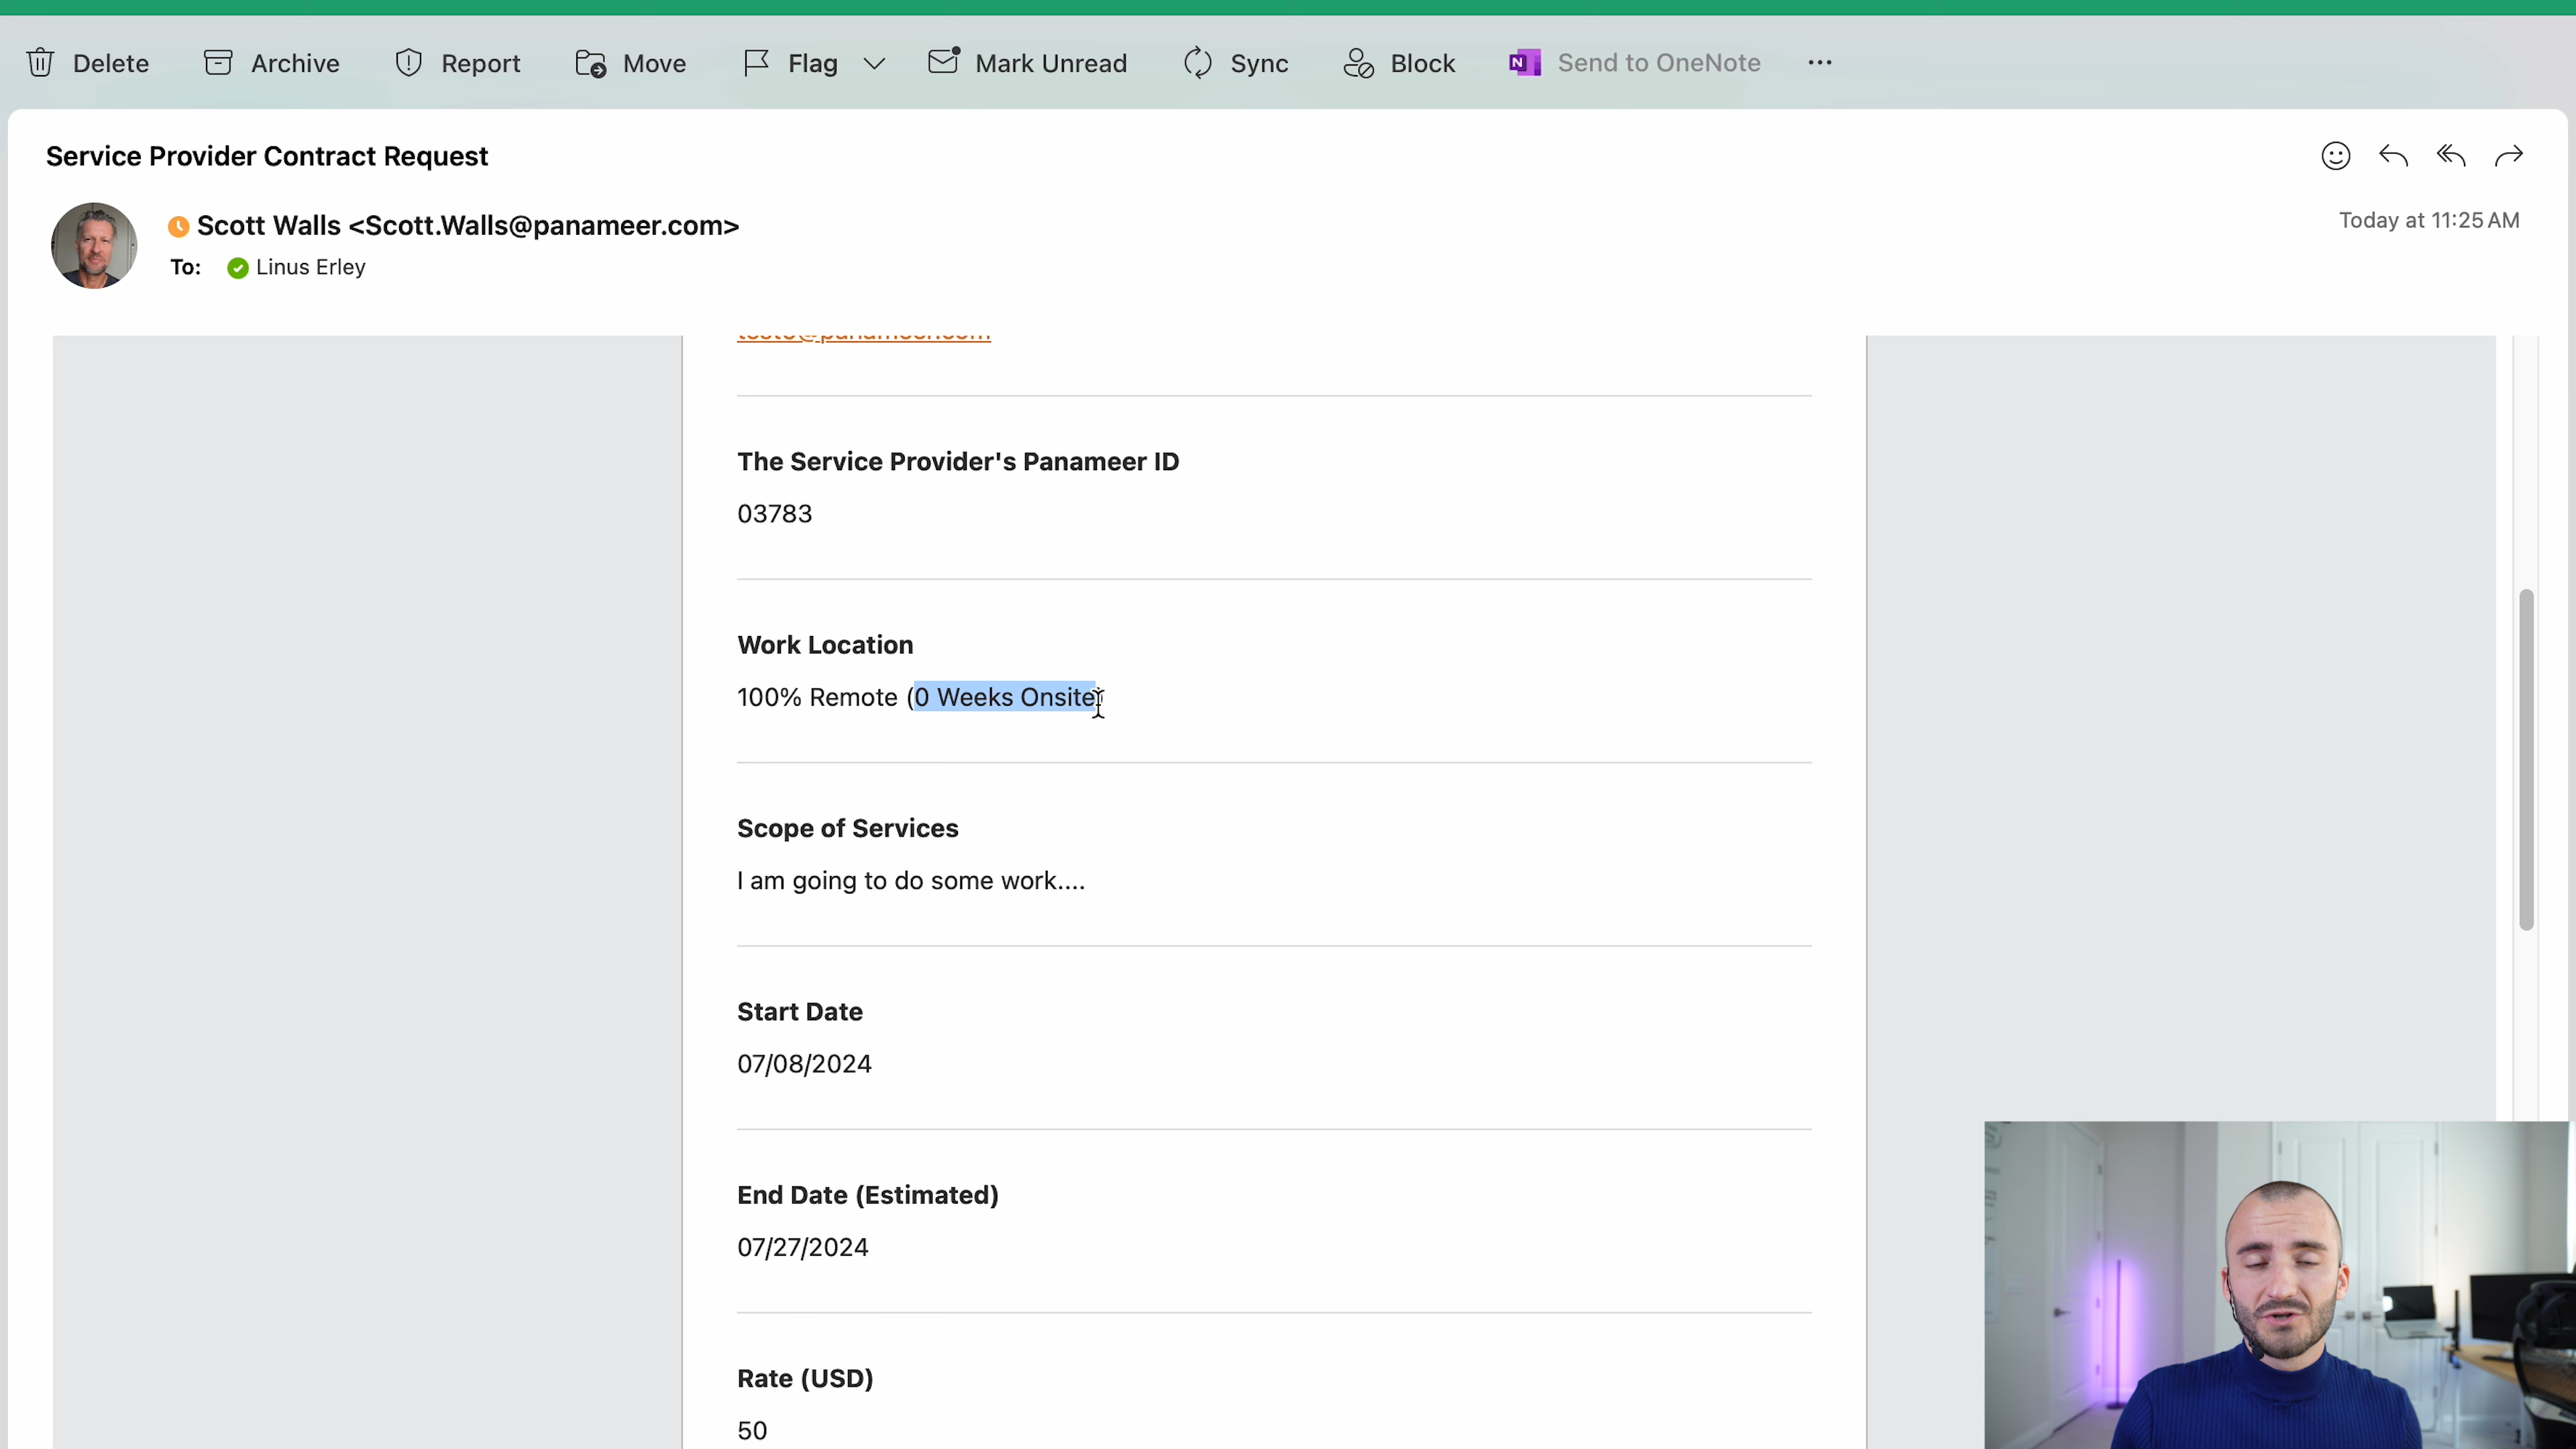 Delete Archive Report Move Flag Mark Unread Sync Block Send to OneNote
Service Provider Contract Request
Scott Walls <Scott.Walls@panameer.com>
Today at 11:25 AM
To: Linus Erley
The Service Provider's Panameer ID
03783
Work Location
100% Remote (0 Weeks Onsite)
Scope of Services
I am going to do some work....
Start Date
07/08/2024
End Date (Estimated)
07/27/2024
Rate (USD)
50